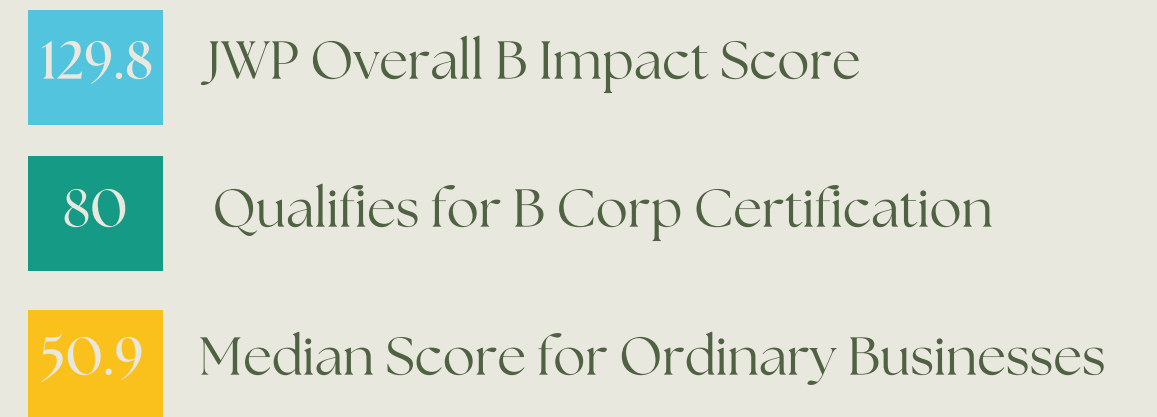 129.8 JWP Overall B Impact Score
80 Qualifies for B Corp Certification
50.9 Median Score for Ordinary Businesses